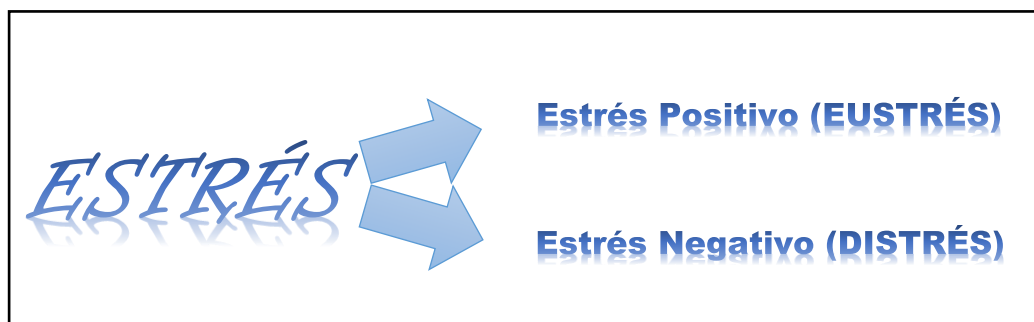 ESTRÉS
Estrés Positivo (EUSTRÉS)
Estrés Negativo (DISTRÉS)